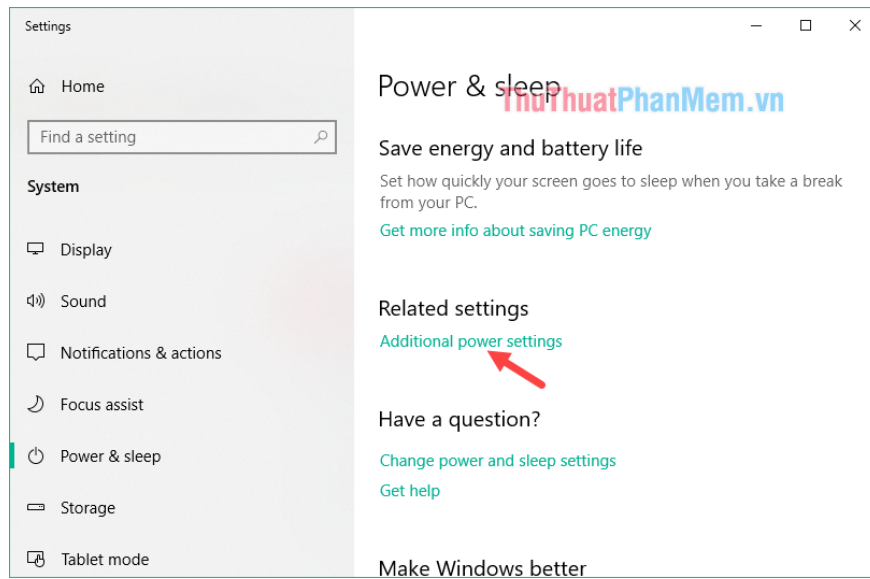 Settings
Home
Find a setting
System
Display
Sound
Notifications & actions
Focus assist
Power & sleep
Storage
Tablet mode
Power & sleep
ThuThuatPhanMem.vn
Save energy and battery life
Set how quickly your screen goes to sleep when you take a break
from your PC.
Get more info about saving PC energy
Related settings
Additional power settings
Have a question?
Change power and sleep settings
Get help
Make Windows better